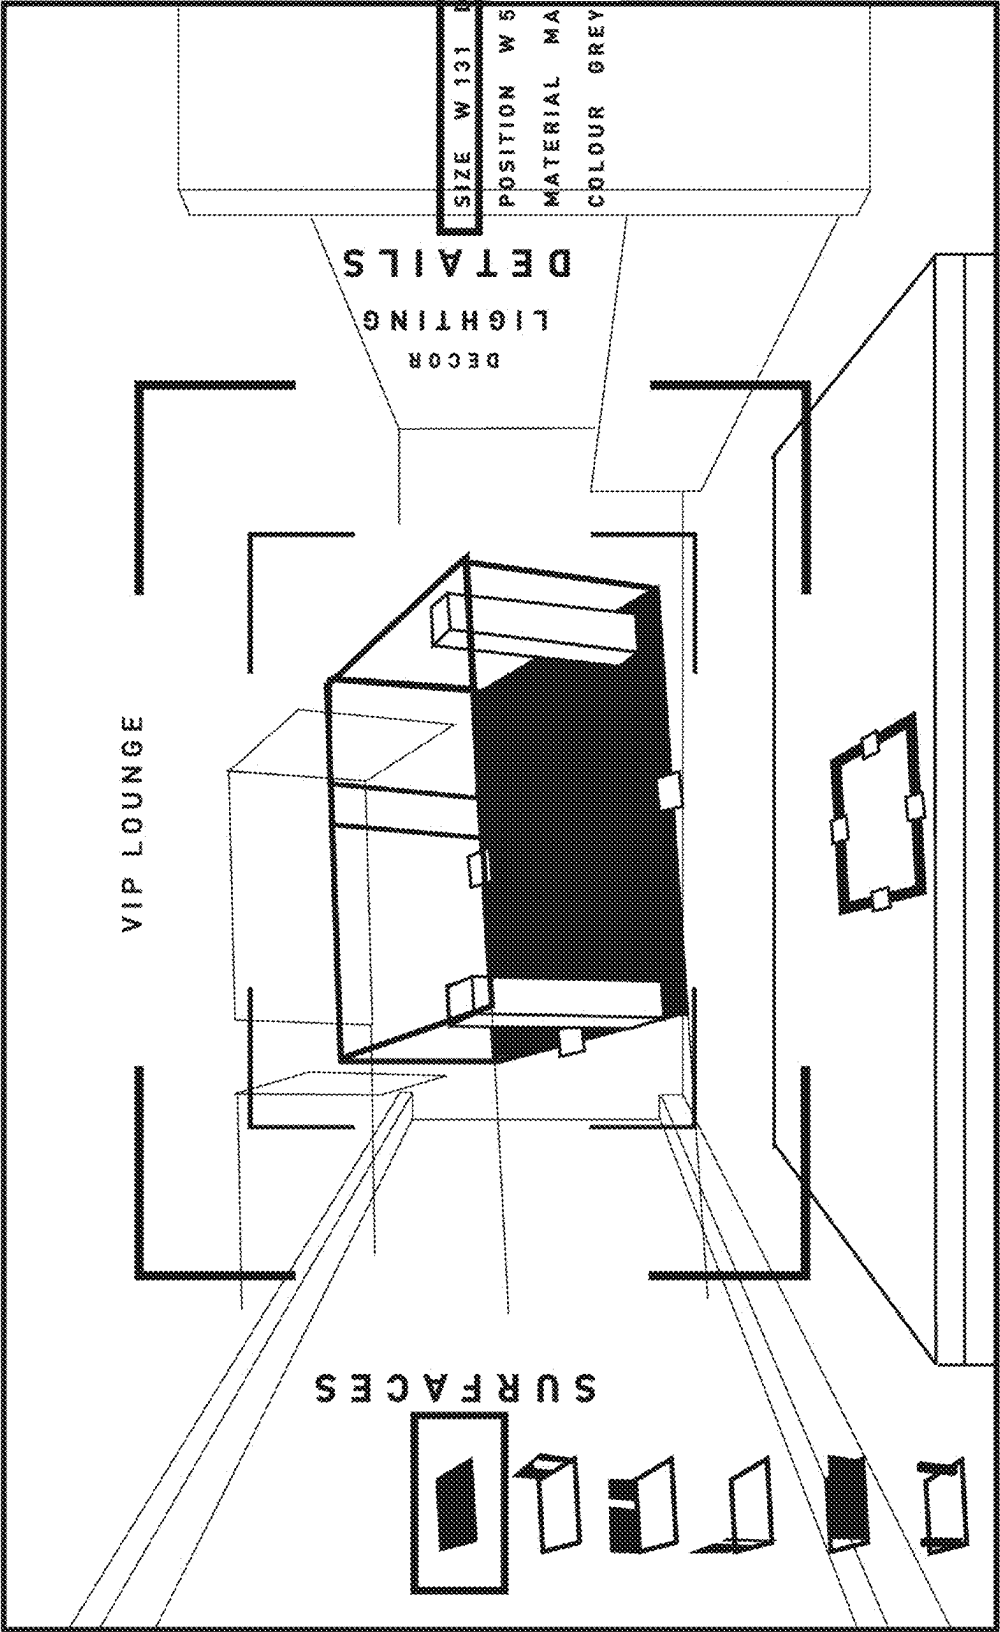 SIZE W 131
POSITION W 5
MATERIAL MA
COLOUR GREY
DETAILS
LIGHTING
DECOR
VIP LOUNGE
SURFACES